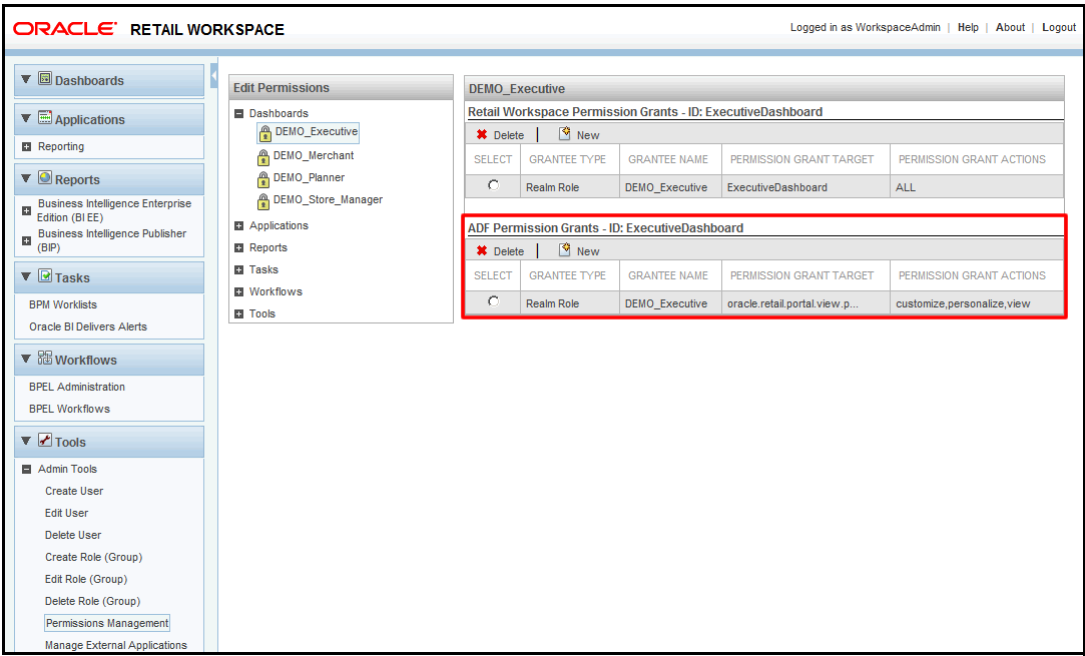 ORACLE RETAIL WORKSPACE
Logged in as WorkspaceAdmin | Help | About | Logout
Dashboards
Applications
Reporting
Reports
Business Intelligence Enterprise
Edition (BI EE)
Business Intelligence Publisher
(BIP)
Tasks
BPM Worklists
Oracle BI Delivers Alerts
Workflows
BPEL Administration
BPEL Workflows
Tools
Admin Tools
Create User
Edit User
Delete User
Create Role (Group)
Edit Role (Group)
Delete Role (Group)
Permissions Management
Manage External Applications
Edit Permissions
Dashboards
DEMO_Executive
DEMO_Merchant
DEMO_Planner
DEMO_Store_Manager
Applications
Reports
Tasks
Workflows
Tools
DEMO_Executive
Retail Workspace Permission Grants - ID: ExecutiveDashboard
Delete | New
SELECT GRANTEE TYPE GRANTEE NAME PERMISSION GRANT TARGET PERMISSION GRANT ACTIONS
Realm Role DEMO_Executive ExecutiveDashboard ALL
ADF Permission Grants - ID: ExecutiveDashboard
Delete | New
SELECT GRANTEE TYPE GRANTEE NAME PERMISSION GRANT TARGET PERMISSION GRANT ACTIONS
Realm Role DEMO_Executive oracle.retail.portal.view.p... customize,personalize,view